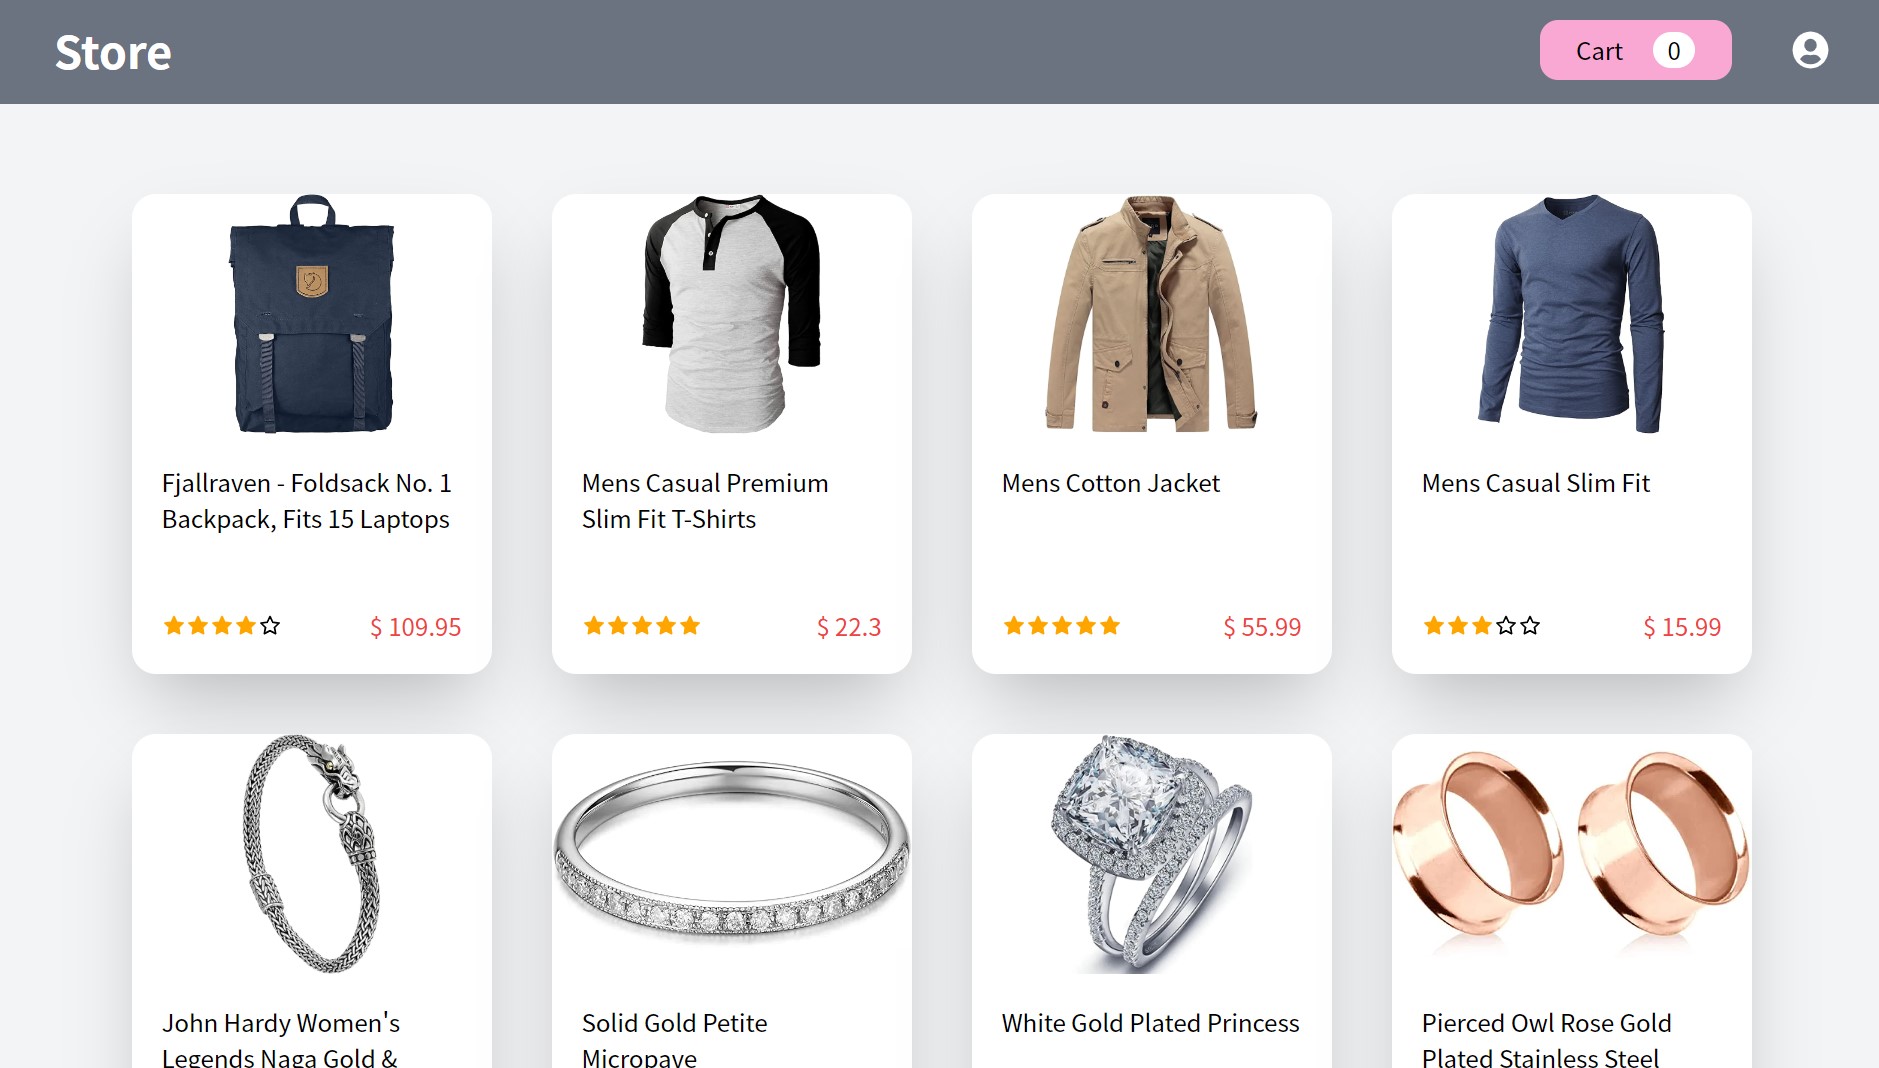 Store
Cart 0
Fjallraven - Foldsack No. 1
Backpack, Fits 15 Laptops
$ 109.95
Mens Casual Premium
Slim Fit T-Shirts
$ 22.3
Mens Cotton Jacket
$ 55.99
Mens Casual Slim Fit
$ 15.99
John Hardy Women's
Legends Naga Gold &
Solid Gold Petite
Micropave
White Gold Plated Princess
Pierced Owl Rose Gold
Plated Stainless Steel